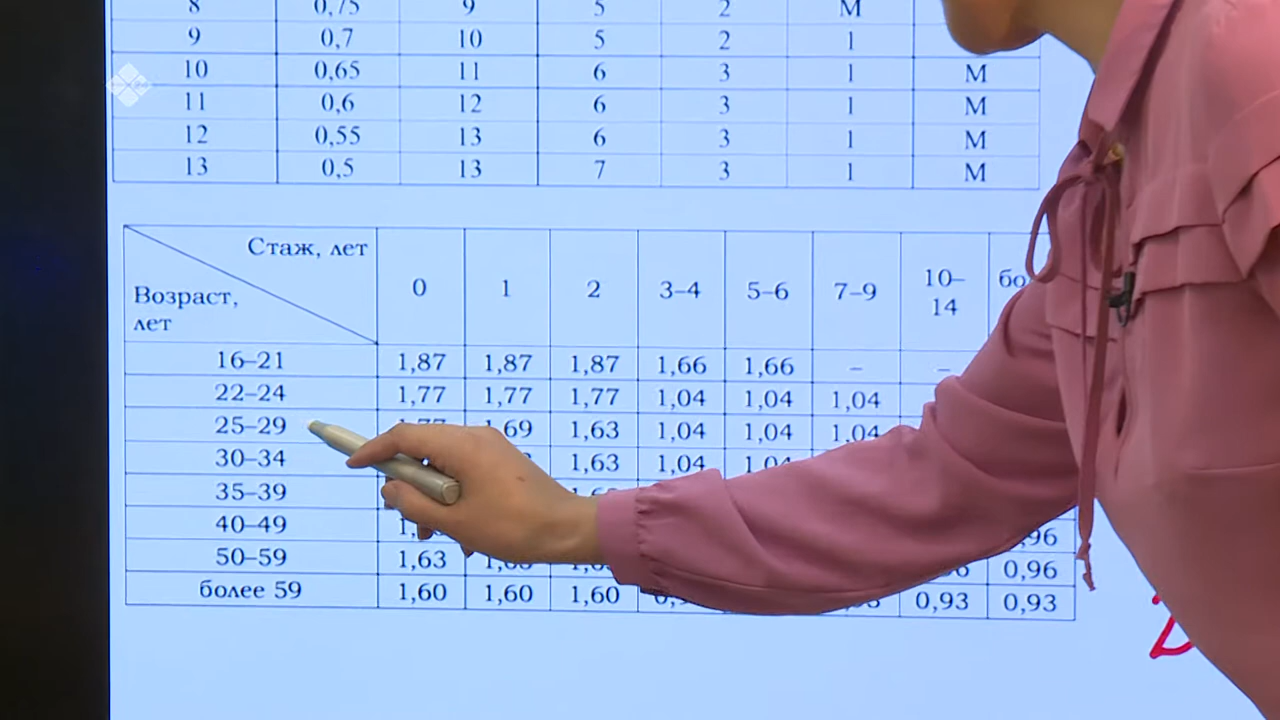 8 0,75 9 5 2 М
9 0,7 10 5 2 1
10 0,65 11 6 3 1 М
11 0,6 12 6 3 1 М
12 0,55 13 6 3 1 М
13 0,5 13 7 3 1 М
Стаж, лет
Возраст,
лет
0 1 2 3–4 5–6 7–9 10–
14
16–21 1,87 1,87 1,87 1,66 1,66 – –
22–24 1,77 1,77 1,77 1,04 1,04 1,04
25–29 1,63 1,04 1,04 1,04
30–34 1,63 1,04 1,04
35–39
40–49
50–59 1,63 0,96
более 59 1,60 1,60 1,60 0,93 0,93